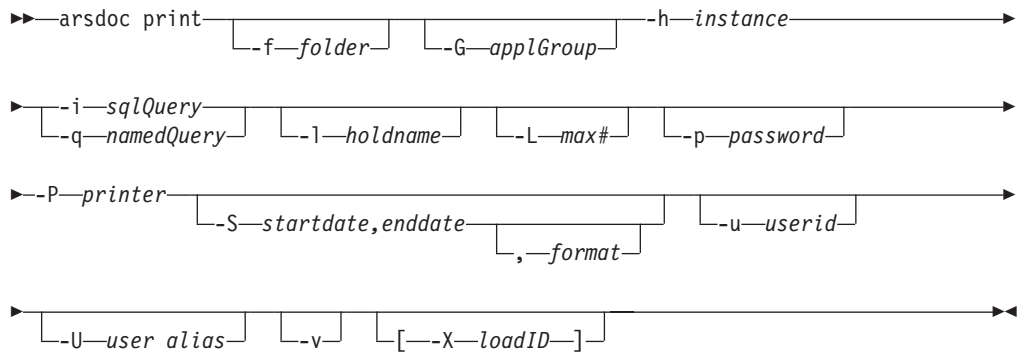 arsdoc print -f folder -G applGroup -h instance
-i sqlQuery -q namedQuery -l holdname -L max# -p password
-P printer -S startdate,enddate , format -u userid
-U user alias -v [ -X loadID ]